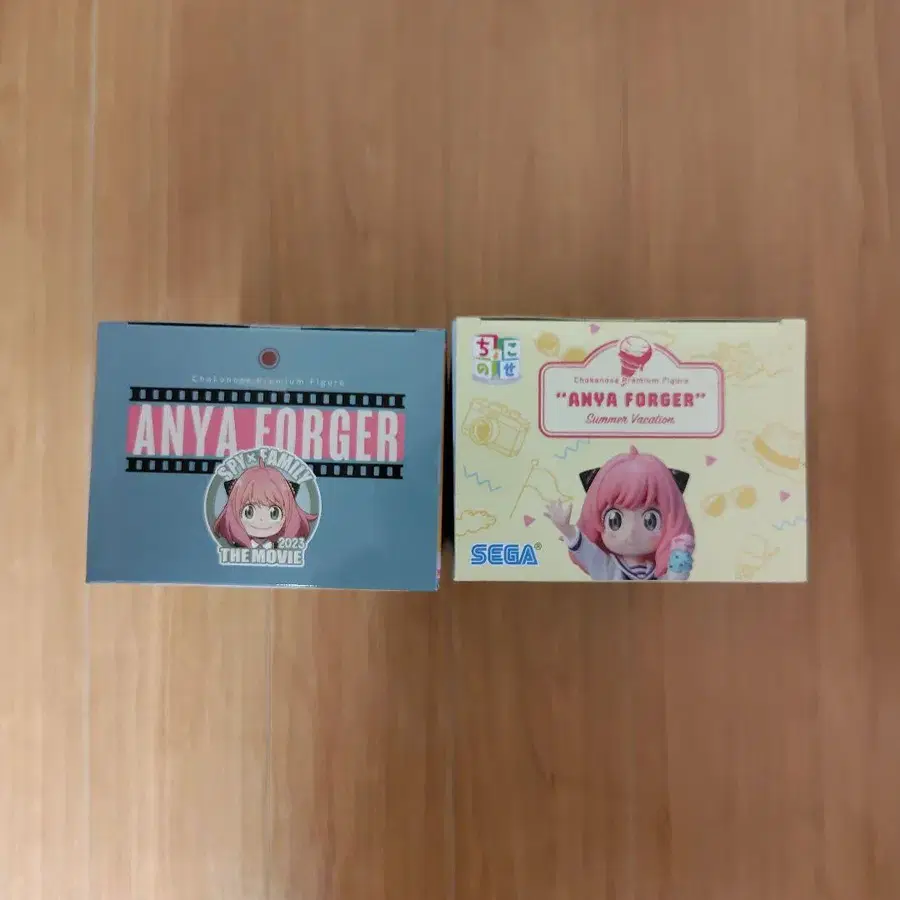 Chokonose Premium Figure
ANYA FORGER
SPY×FAMILY
2023
THE MOVIE
ちょこ
のせ
Chokonose Premium Figure
"ANYA FORGER"
Summer Vacation
SEGA®